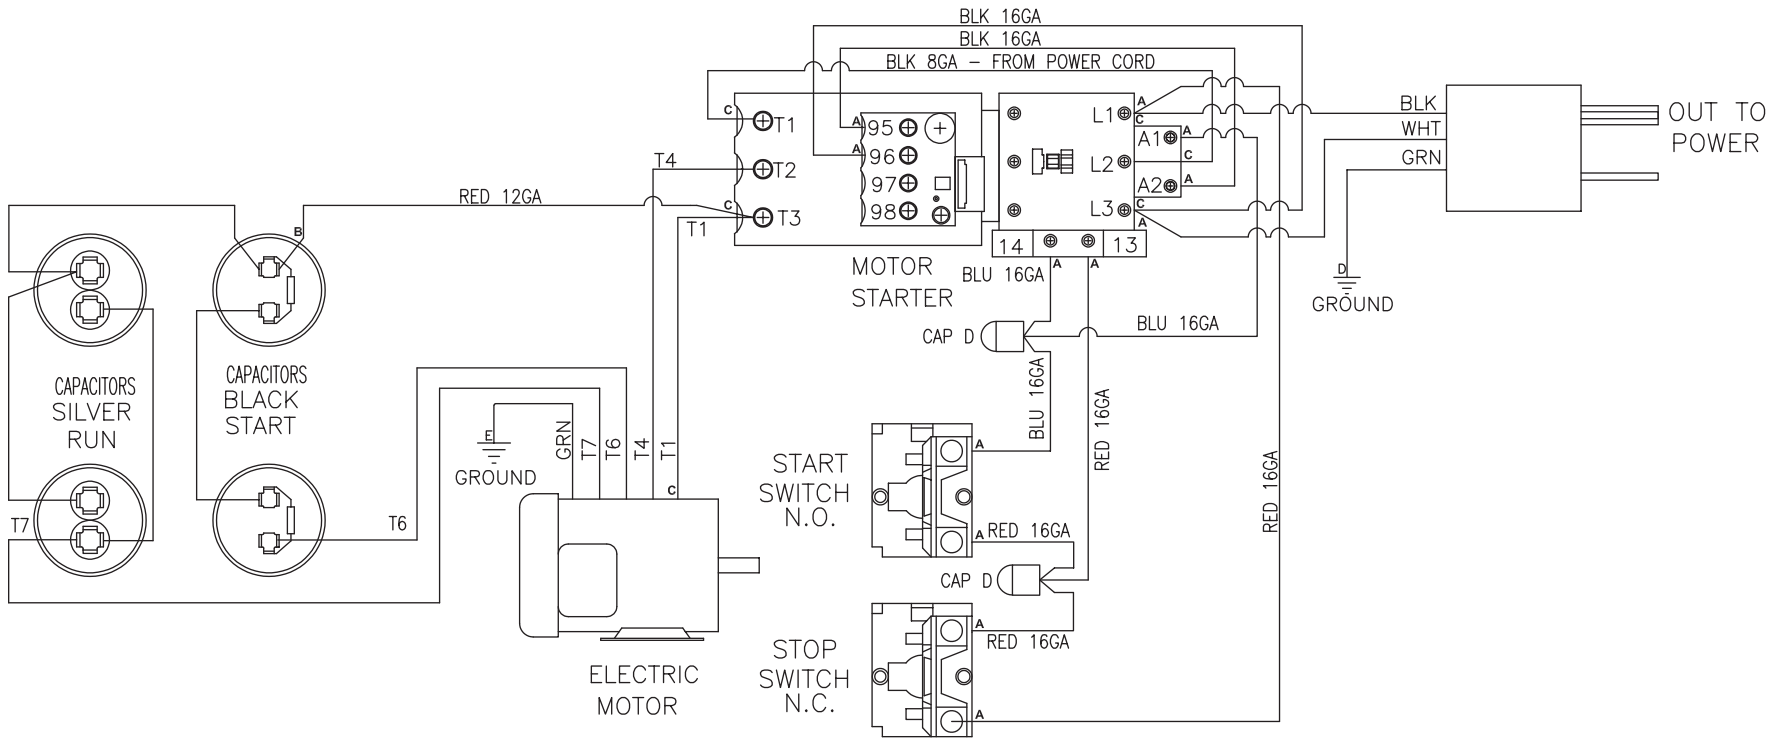 BLK 16GA
BLK 16GA
BLK 8GA - FROM POWER CORD
C
T1
T4
T2
RED 12GA
C
T3
T1
A
95
A
96
97
98
L1
A
C
A1
A
L2
C
A2
A
L3
C
A
14
13
MOTOR
STARTER
BLU 16GA
A
A
BLK
WHT
GRN
OUT TO
POWER
D
GROUND
B
CAP D
BLU 16GA
BLU 16GA
RED 16GA
RED 16GA
CAPACITORS
SILVER
RUN
CAPACITORS
BLACK
START
T7
T6
E
GROUND
GRN
T7
T6
T4
T1
C
ELECTRIC
MOTOR
START
SWITCH
N.O.
A
A
RED 16GA
CAP D
STOP
SWITCH
N.C.
A
RED 16GA
A